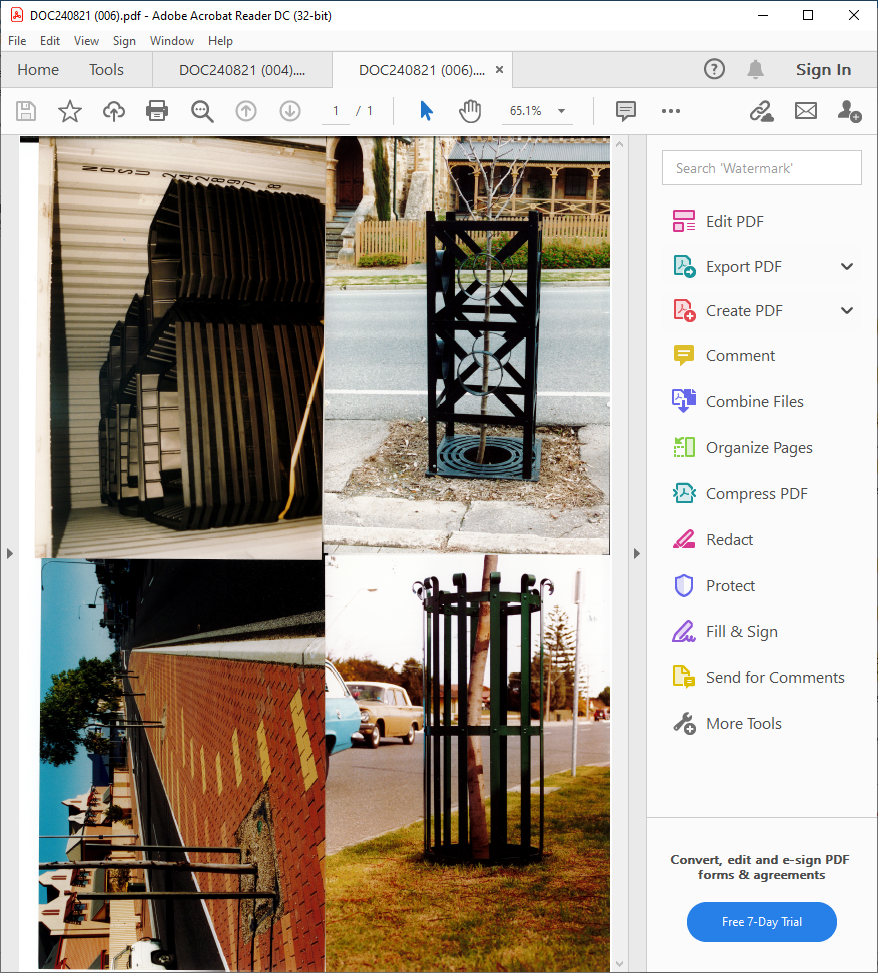 DOC240821 (006).pdf - Adobe Acrobat Reader DC (32-bit)
File Edit View Sign Window Help
Home Tools DOC240821 (004).... DOC240821 (006).... × ? Sign In
1 / 1 65.1%
Search 'Watermark'
Edit PDF
Export PDF
Create PDF
Comment
Combine Files
Organize Pages
Compress PDF
Redact
Protect
Fill & Sign
Send for Comments
More Tools
Convert, edit and e-sign PDF
forms & agreements
Free 7-Day Trial